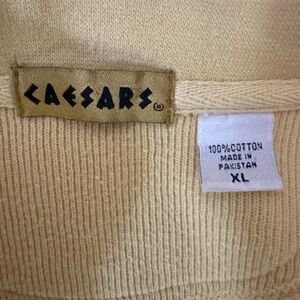 CAESARS®
100% COTTON
MADE IN
PAKISTAN
XL